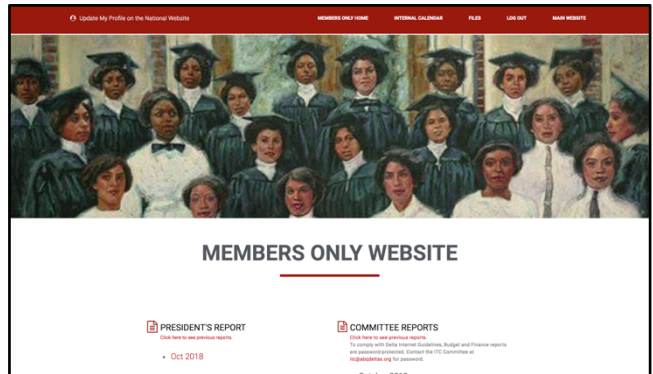 Update My Profile on the National Website
MEMBERS ONLY HOME INTERNAL CALENDAR FILES LOG OUT MAIN WEBSITE
MEMBERS ONLY WEBSITE
PRESIDENT'S REPORT
Click here to see previous reports.
• Oct 2018
COMMITTEE REPORTS
Click here to see previous reports.
To comply with Delta Internet Guidelines, Budget and Finance reports
are password-protected. Contact the ITC Committee at
itc@abqdeltas.org for password.